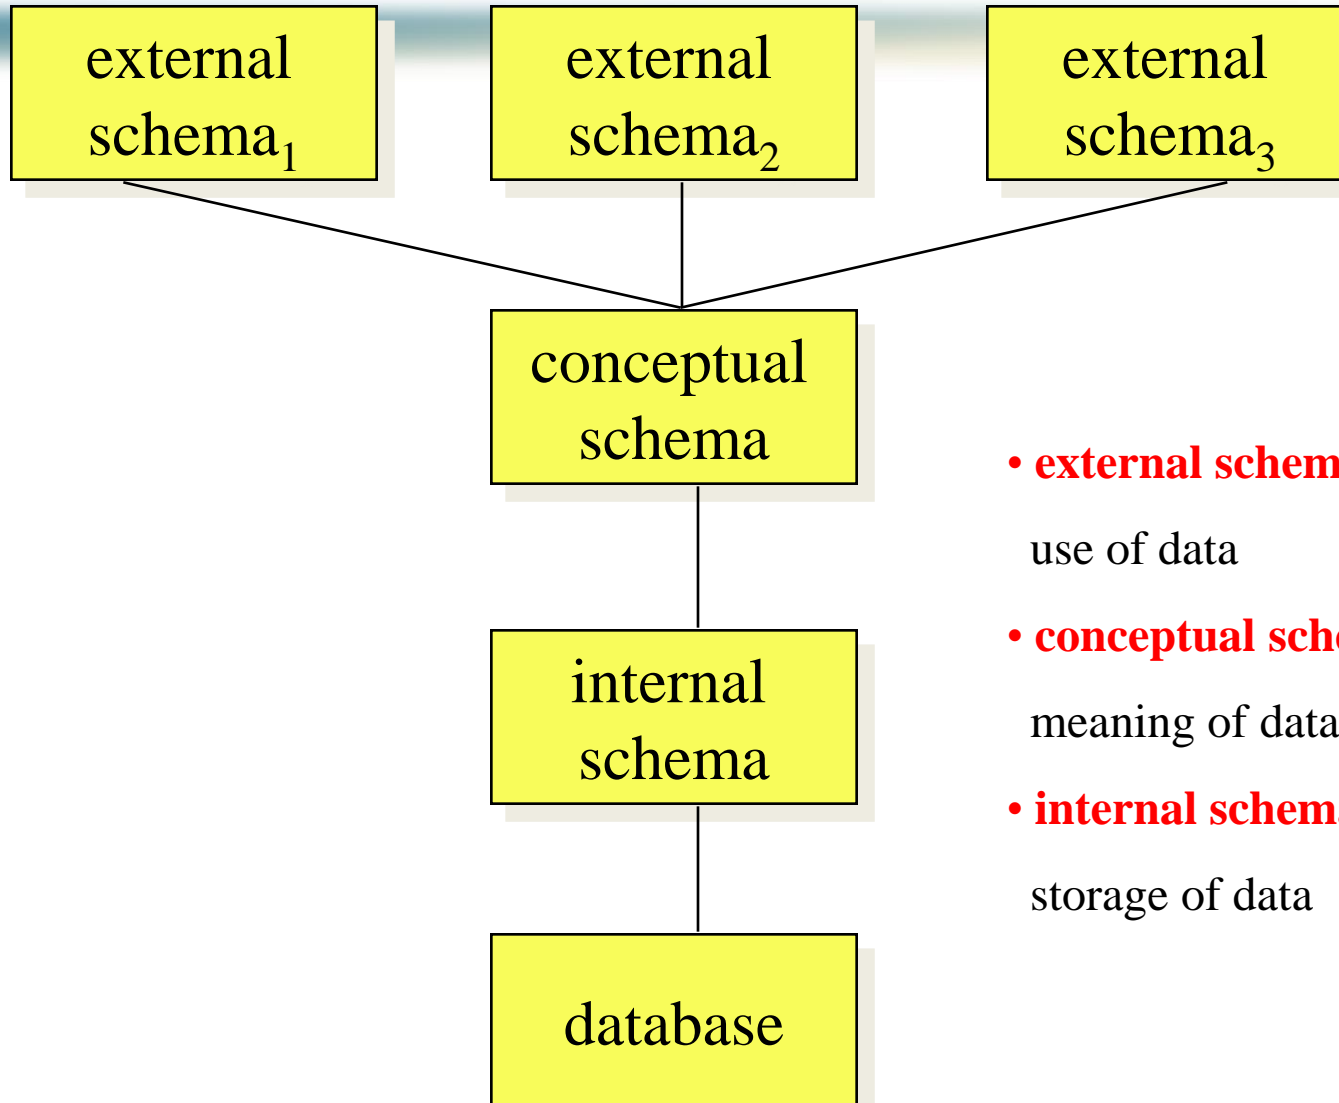 external
schema₁
external
schema₂
external
schema₃
conceptual
schema
internal
schema
database
• external schem
use of data
• conceptual sch
meaning of data
• internal schem
storage of data